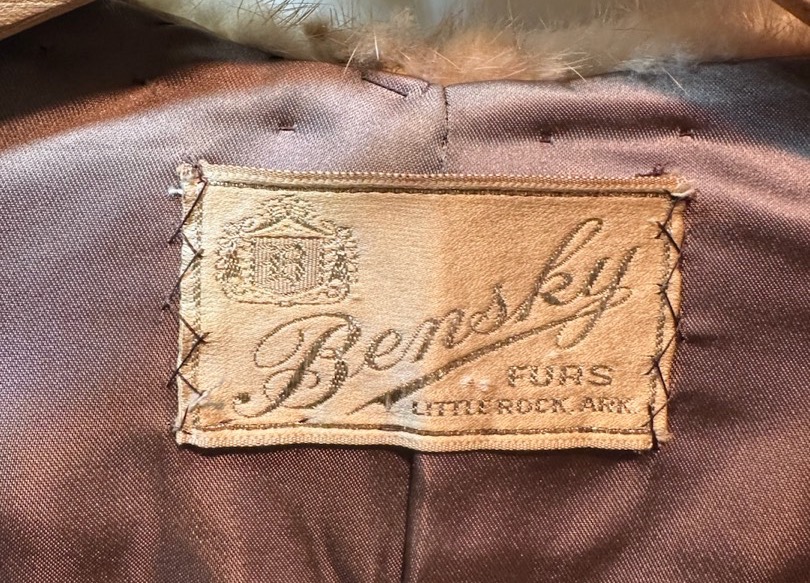 B
Bensky
FURS
LITTLE ROCK, ARK.